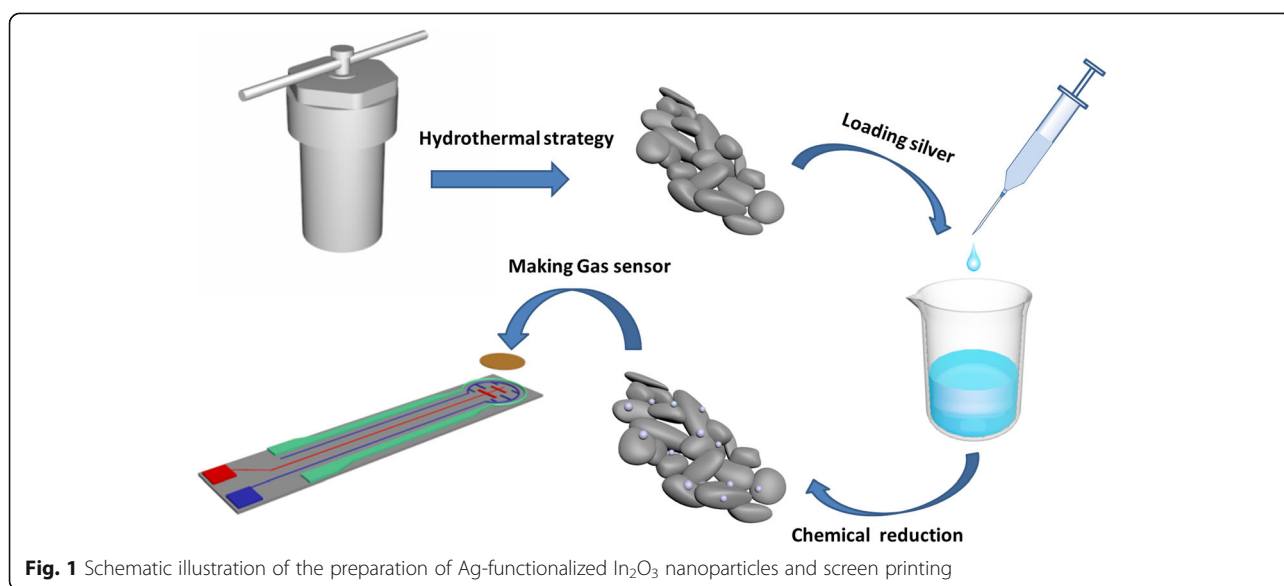 Hydrothermal strategy
Loading silver
Making Gas sensor
Chemical reduction
Fig. 1 Schematic illustration of the preparation of Ag-functionalized In₂O₃ nanoparticles and screen printing